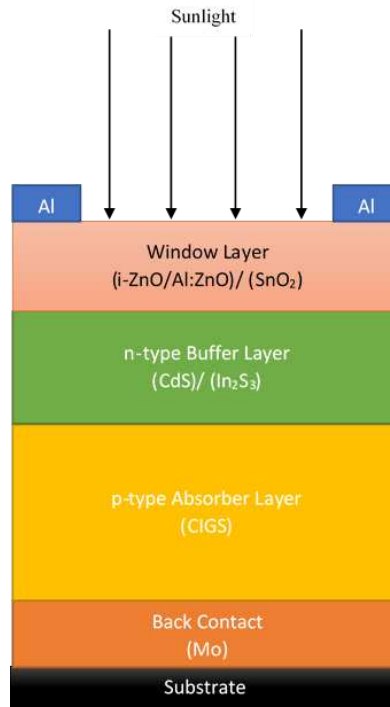 Sunlight
Al
Al
Window Layer
(i-ZnO/Al:ZnO)/ (SnO₂)
n-type Buffer Layer
(CdS)/ (In₂S₃)
p-type Absorber Layer
(CIGS)
Back Contact
(Mo)
Substrate